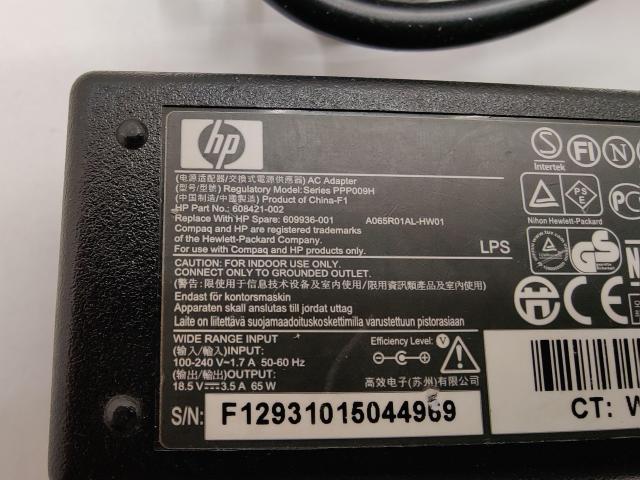 hp
(电源适配器/交換式電源供應器) AC Adapter
(型号/型號) Regulatory Model: Series PPP009H
(中国制造/中國製造) Product of China-F1
HP Part No.: 608421-002
Replace With HP Spare: 609936-001 A065R01AL-HW01
Compaq and HP are registered trademarks
of the Hewlett-Packard Company.
For use with Compaq and HP products only.
LPS
CAUTION: FOR INDOOR USE ONLY.
CONNECT ONLY TO GROUNDED OUTLET.
(警告: 限使用于信息技术设备及室内使用/限用資訊類產品及室內使用)
Endast för kontorsmaskin
Apparaten skall anslutas till jordat uttag
Laite on liitettävä suojamaadoituskoskettimilla varustettuun pistorasiaan
WIDE RANGE INPUT
(输入/輸入)INPUT:
100-240 V~1.7 A 50-60 Hz
(输出/輸出)OUTPUT:
18.5 V⎓3.5 A 65 W
Efficiency Level: V
高效电子(苏州)有限公司
S/N: F12931015044969
S FI N
Intertek
PSE
Nihon Hewlett-Packard
GS
CE
CT: W